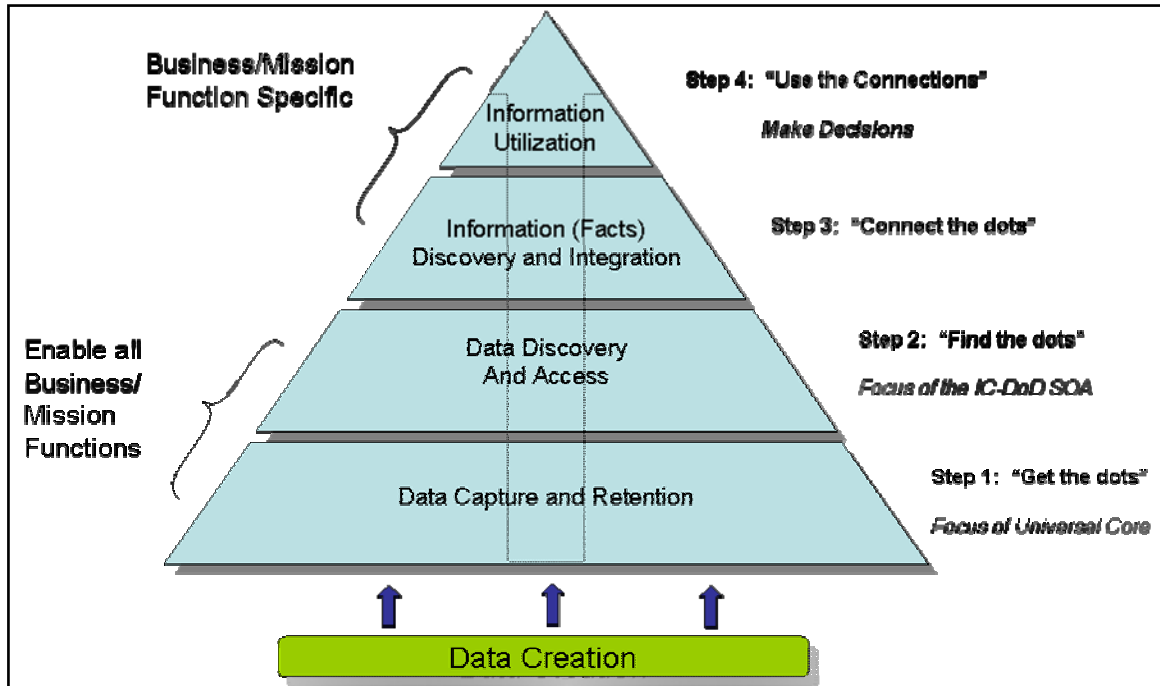 Business/Mission
Function Specific
Information
Utilization
Step 4: “Use the Connections”
Make Decisions
Information (Facts)
Discovery and Integration
Step 3: “Connect the dots”
Enable all
Business/
Mission
Functions
Data Discovery
And Access
Step 2: “Find the dots”
Focus of the IC-DoD SOA
Data Capture and Retention
Step 1: “Get the dots”
Focus of Universal Core
Data Creation